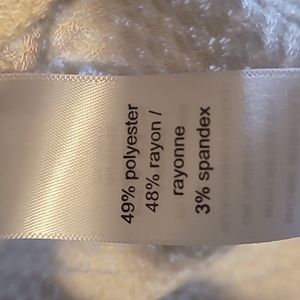 49% polyester
48% rayon /
rayonne
3% spandex